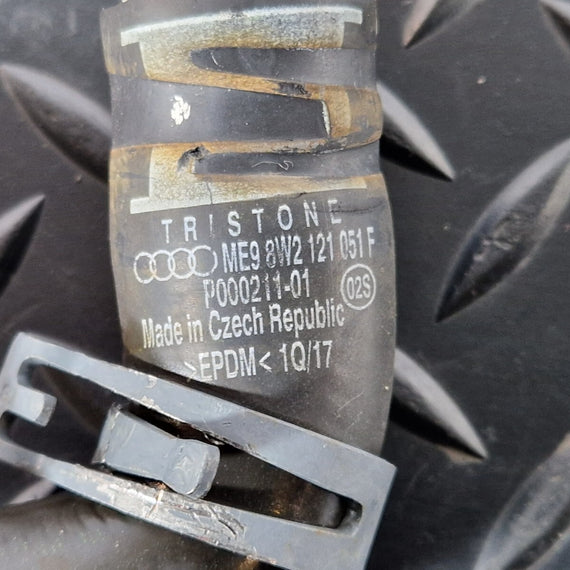 TRISTONE
ME9 8W2 121 051 F
P000211-01 02S
Made in Czech Republic
>EPDM< 1Q/17